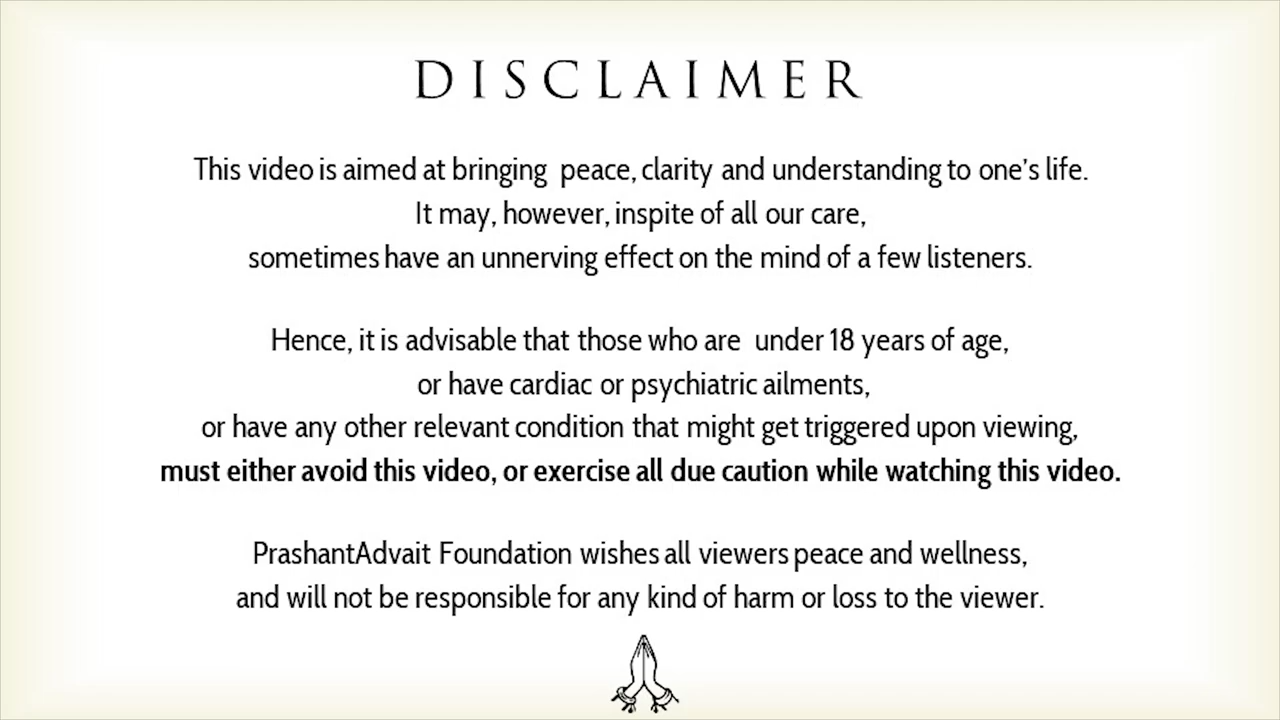 DISCLAIMER
This video is aimed at bringing peace, clarity and understanding to one's life.
It may, however, inspite of all our care,
sometimes have an unnerving effect on the mind of a few listeners.
Hence, it is advisable that those who are under 18 years of age,
or have cardiac or psychiatric ailments,
or have any other relevant condition that might get triggered upon viewing,
must either avoid this video, or exercise all due caution while watching this video.
PrashantAdvait Foundation wishes all viewers peace and wellness,
and will not be responsible for any kind of harm or loss to the viewer.